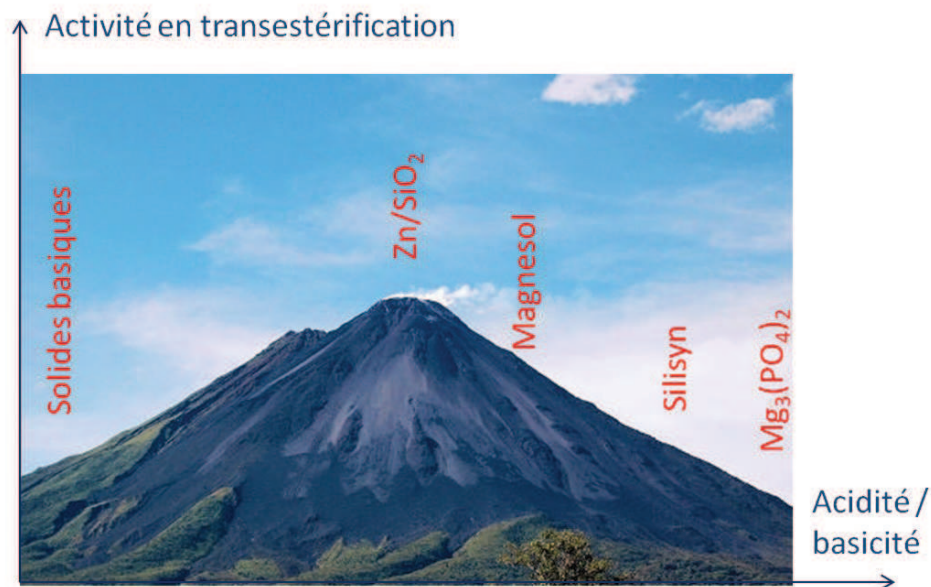 Activité en transestérification
Solides basiques
Zn/SiO₂
Magnesol
Silisyn
Mg₃(PO₄)₂
Acidité /
basicité